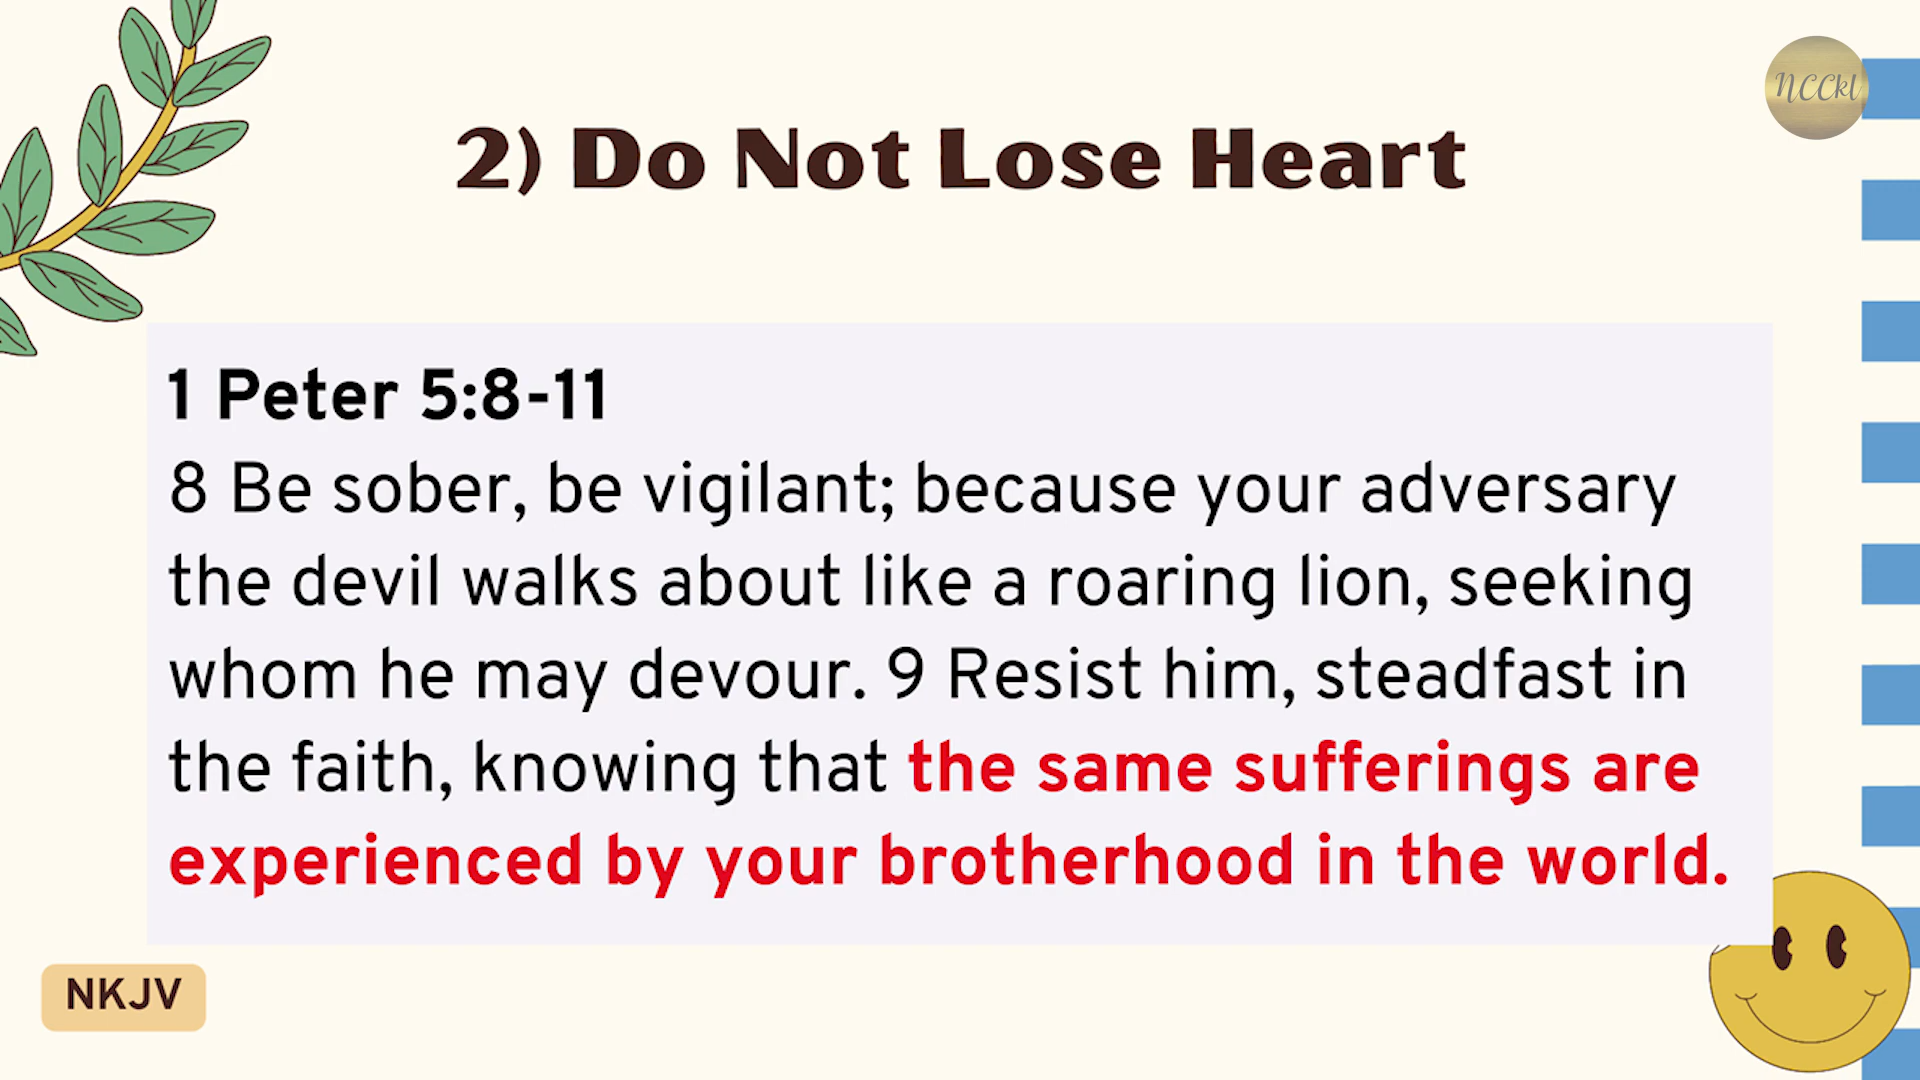 NCCkl
2) Do Not Lose Heart
1 Peter 5:8-11
8 Be sober, be vigilant; because your adversary
the devil walks about like a roaring lion, seeking
whom he may devour. 9 Resist him, steadfast in
the faith, knowing that the same sufferings are
experienced by your brotherhood in the world.
NKJV